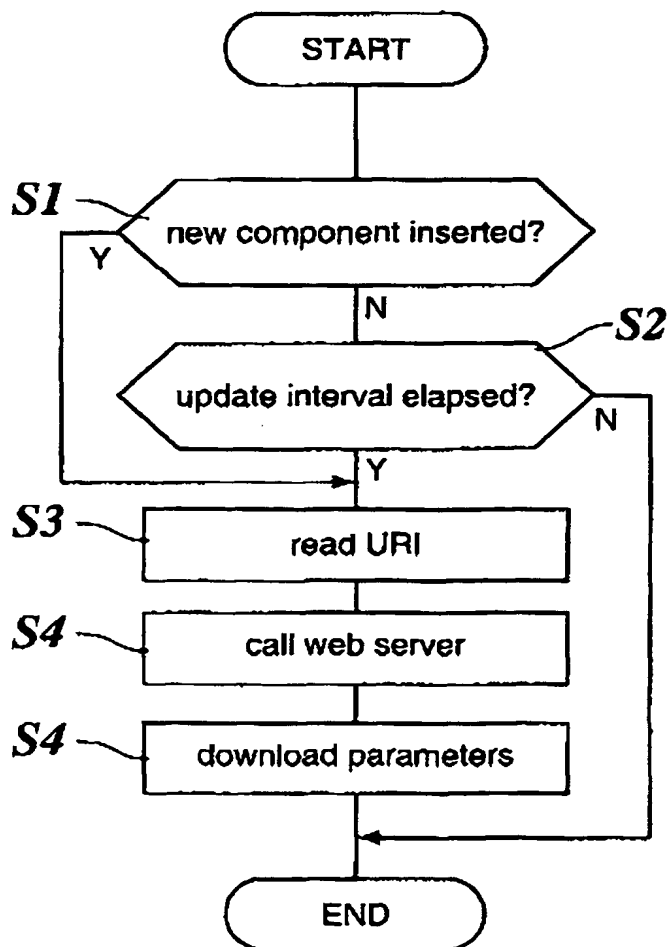 START
S1
new component inserted?
Y
N
S2
update interval elapsed?
N
Y
S3
read URI
S4
call web server
S4
download parameters
END